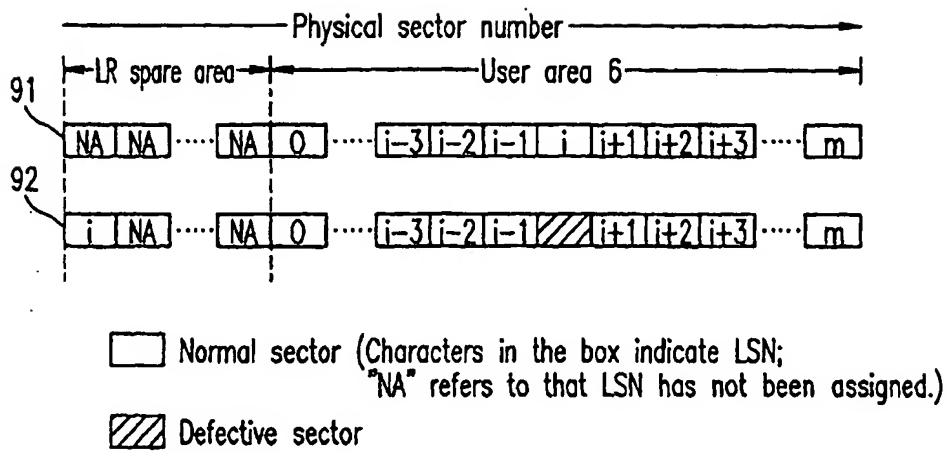 Physical sector number
LR spare area User area 6
91
NA NA ····· NA 0 ····· i-3 i-2 i-1 i i+1 i+2 i+3 ····· m
92
i NA ····· NA 0 ····· i-3 i-2 i-1 i+1 i+2 i+3 ····· m
Normal sector (Characters in the box indicate LSN;
"NA" refers to that LSN has not been assigned.)
Defective sector